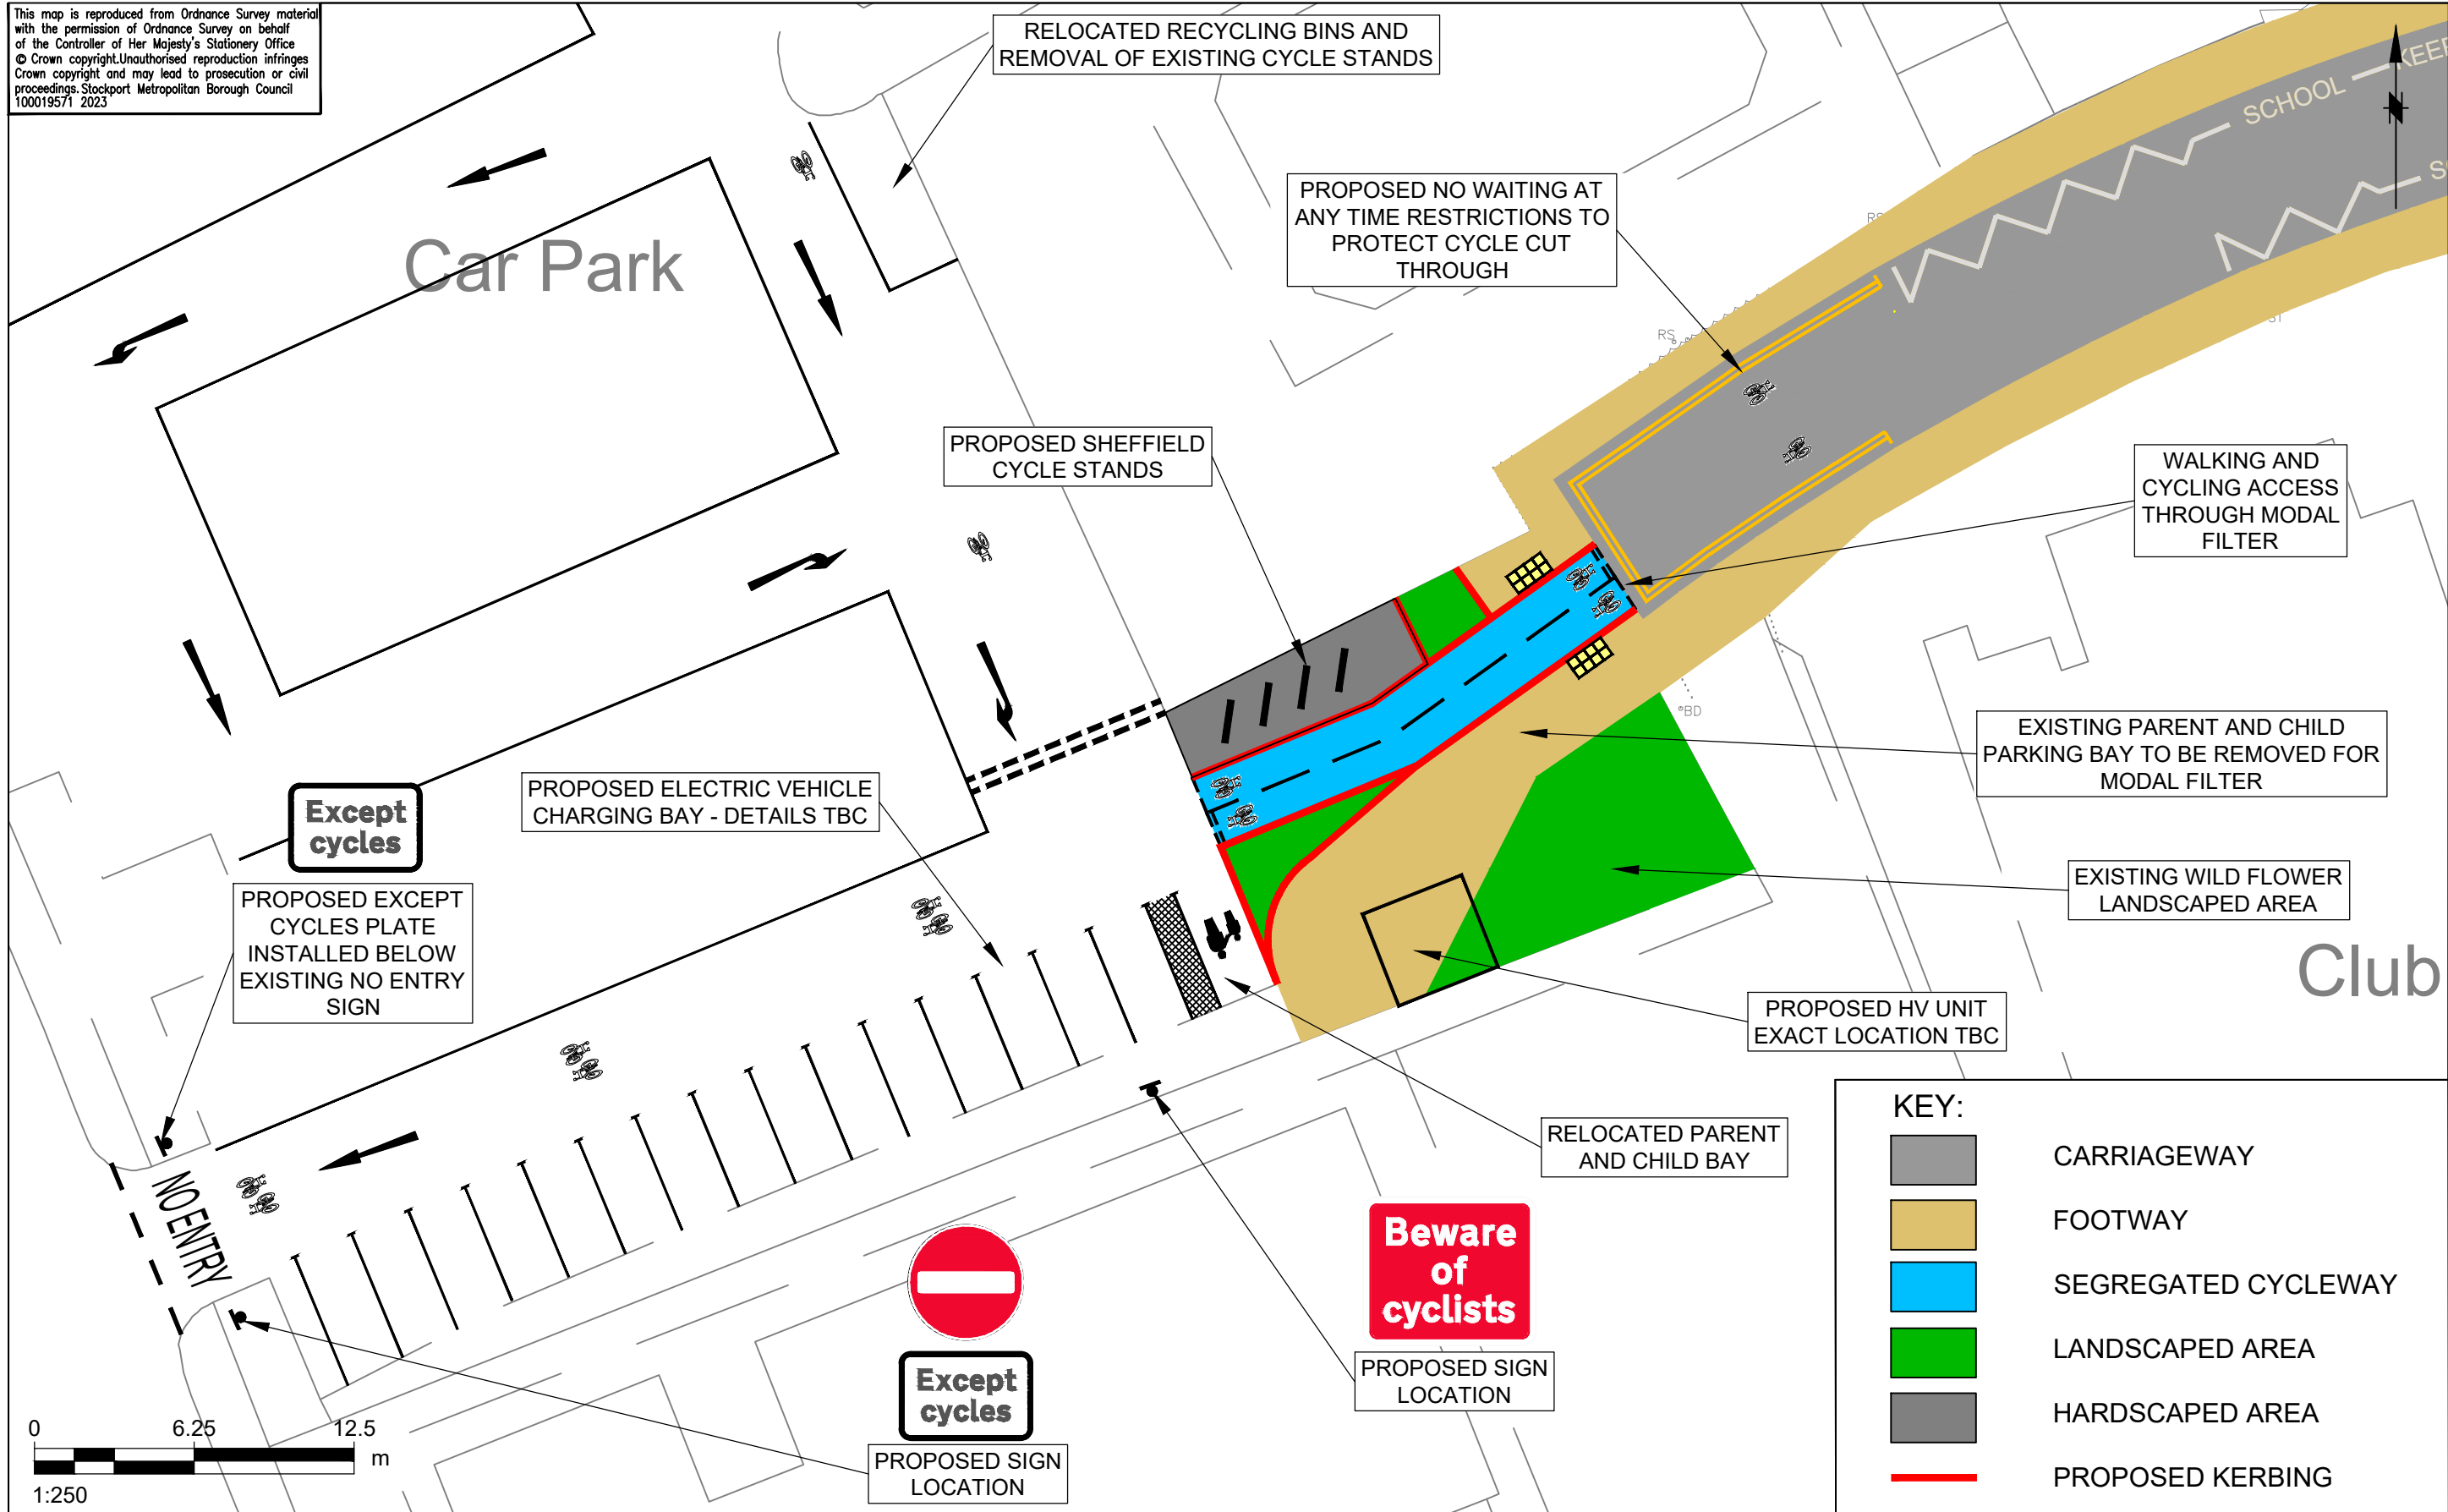 This map is reproduced from Ordnance Survey material
with the permission of Ordnance Survey on behalf
of the Controller of Her Majesty's Stationery Office
© Crown copyright.Unauthorised reproduction infringes
Crown copyright and may lead to prosecution or civil
proceedings. Stockport Metropolitan Borough Council
100019571 2023
RELOCATED RECYCLING BINS AND
REMOVAL OF EXISTING CYCLE STANDS
SCHOOL
KEEP
Car Park
PROPOSED NO WAITING AT
ANY TIME RESTRICTIONS TO
PROTECT CYCLE CUT
THROUGH
RS
PROPOSED SHEFFIELD
CYCLE STANDS
WALKING AND
CYCLING ACCESS
THROUGH MODAL
FILTER
BD
EXISTING PARENT AND CHILD
PARKING BAY TO BE REMOVED FOR
MODAL FILTER
PROPOSED ELECTRIC VEHICLE
CHARGING BAY - DETAILS TBC
Except
cycles
PROPOSED EXCEPT
CYCLES PLATE
INSTALLED BELOW
EXISTING NO ENTRY
SIGN
EXISTING WILD FLOWER
LANDSCAPED AREA
Club
PROPOSED HV UNIT
EXACT LOCATION TBC
RELOCATED PARENT
AND CHILD BAY
NO ENTRY
Beware
of
cyclists
PROPOSED SIGN
LOCATION
Except
cycles
PROPOSED SIGN
LOCATION
0 6.25 12.5
m
1:250
KEY:
CARRIAGEWAY
FOOTWAY
SEGREGATED CYCLEWAY
LANDSCAPED AREA
HARDSCAPED AREA
PROPOSED KERBING